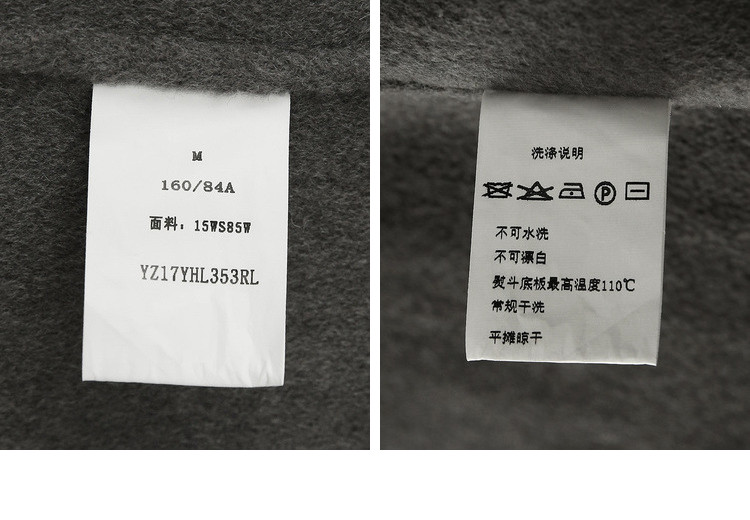 M
160/84A
面料：15WS85W
YZ17YHL353RL
洗涤说明
P
不可水洗
不可漂白
熨斗底板最高温度110℃
常规干洗
平摊晾干